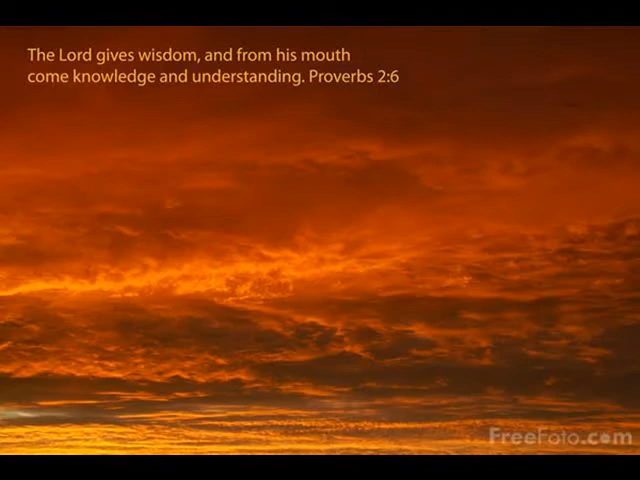 The Lord gives wisdom, and from his mouth
come knowledge and understanding. Proverbs 2:6
FreeFoto.com